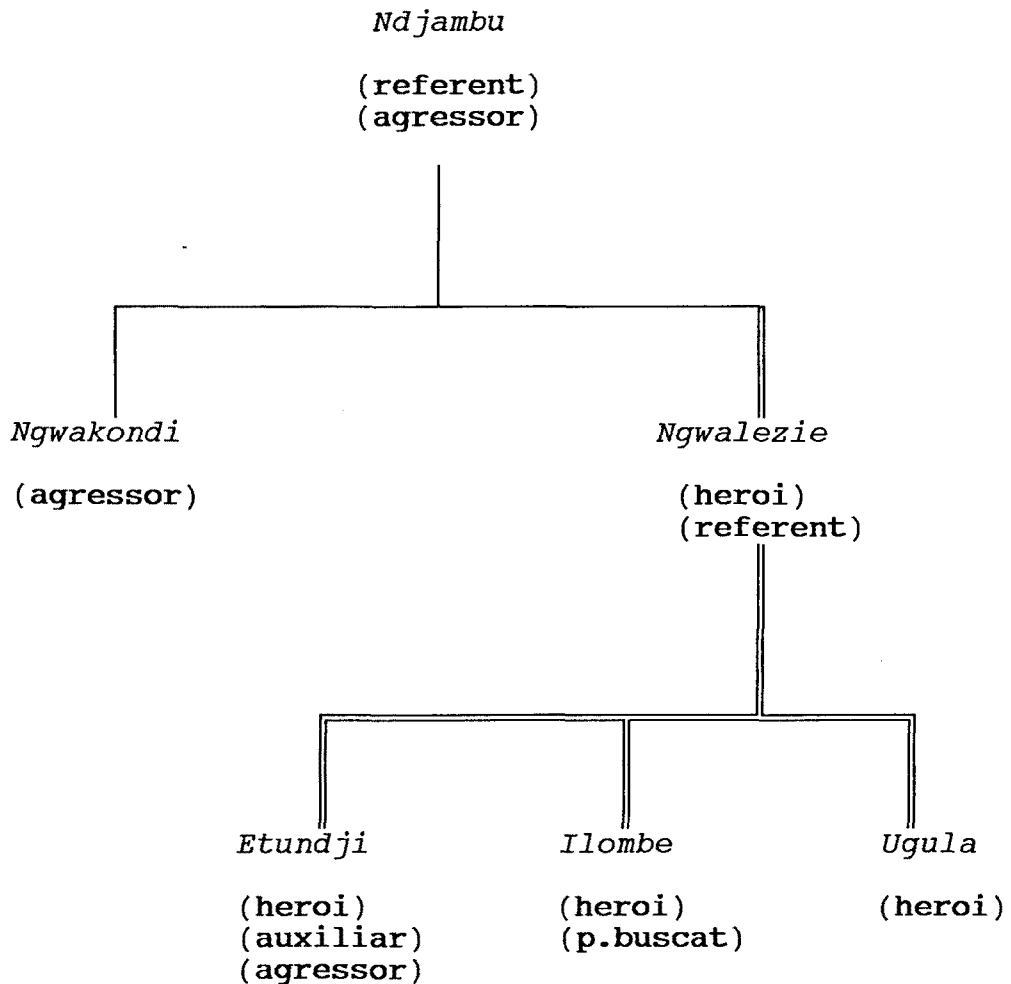 Ndjambu
(referent)
(agressor)
Ngwakondi
(agressor)
Ngwalezie
(heroi)
(referent)
Etundji
(heroi)
(auxiliar)
(agressor)
Ilombe
(heroi)
(p.buscat)
Ugula
(heroi)